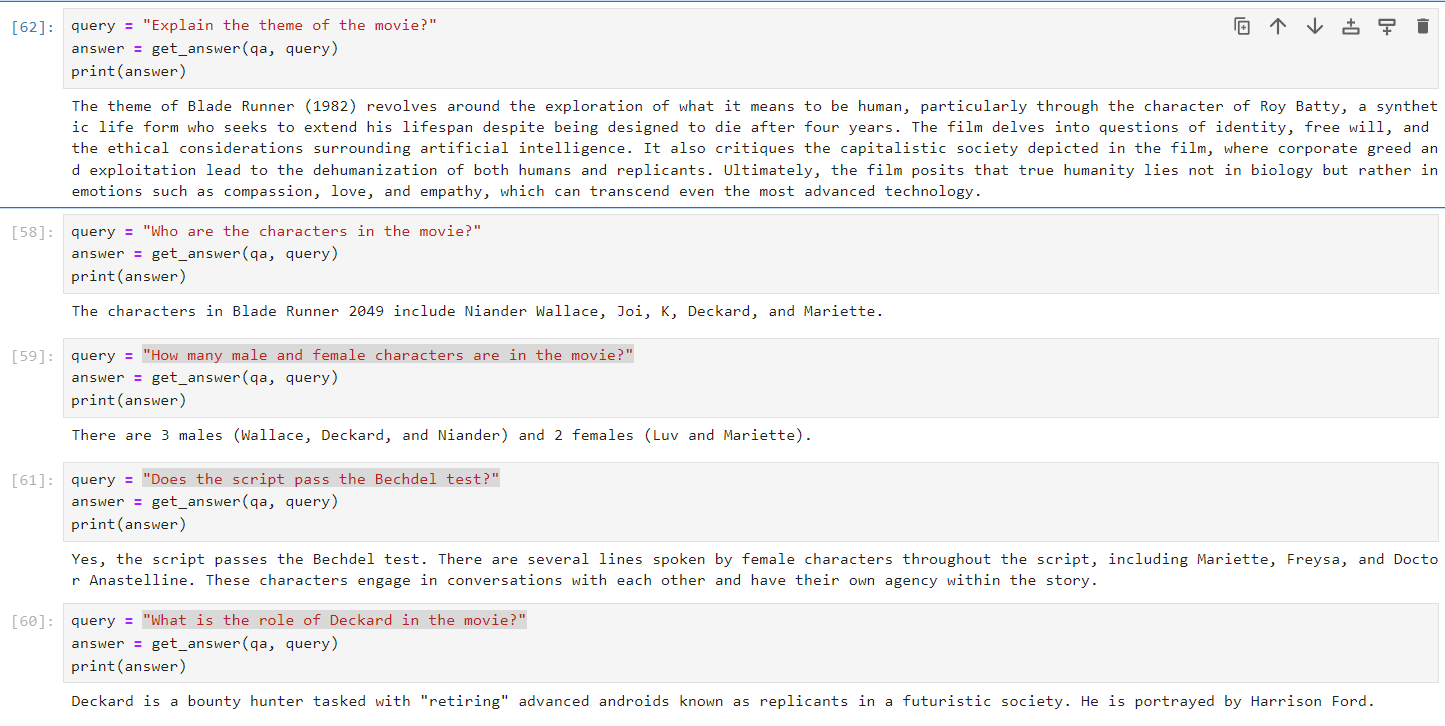 [62]: query = "Explain the theme of the movie?"
answer = get_answer(qa, query)
print(answer)
The theme of Blade Runner (1982) revolves around the exploration of what it means to be human, particularly through the character of Roy Batty, a synthet
ic life form who seeks to extend his lifespan despite being designed to die after four years. The film delves into questions of identity, free will, and
the ethical considerations surrounding artificial intelligence. It also critiques the capitalistic society depicted in the film, where corporate greed an
d exploitation lead to the dehumanization of both humans and replicants. Ultimately, the film posits that true humanity lies not in biology but rather in
emotions such as compassion, love, and empathy, which can transcend even the most advanced technology.
[58]: query = "Who are the characters in the movie?"
answer = get_answer(qa, query)
print(answer)
The characters in Blade Runner 2049 include Niander Wallace, Joi, K, Deckard, and Mariette.
[59]: query = "How many male and female characters are in the movie?"
answer = get_answer(qa, query)
print(answer)
There are 3 males (Wallace, Deckard, and Niander) and 2 females (Luv and Mariette).
[61]: query = "Does the script pass the Bechdel test?"
answer = get_answer(qa, query)
print(answer)
Yes, the script passes the Bechdel test. There are several lines spoken by female characters throughout the script, including Mariette, Freysa, and Docto
r Anastelline. These characters engage in conversations with each other and have their own agency within the story.
[60]: query = "What is the role of Deckard in the movie?"
answer = get_answer(qa, query)
print(answer)
Deckard is a bounty hunter tasked with "retiring" advanced androids known as replicants in a futuristic society. He is portrayed by Harrison Ford.